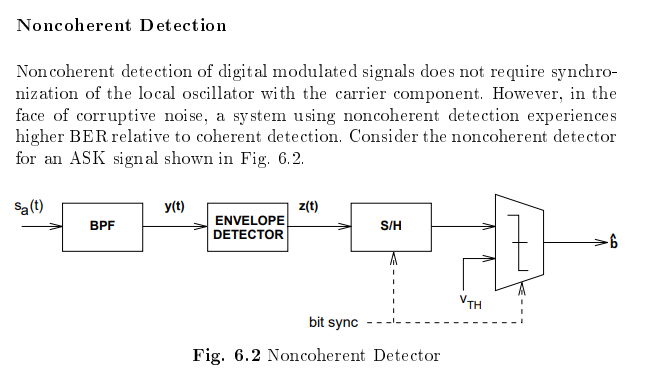 Noncoherent Detection
Noncoherent detection of digital modulated signals does not require synchro-
nization of the local oscillator with the carrier component. However, in the
face of corruptive noise, a system using noncoherent detection experiences
higher BER relative to coherent detection. Consider the noncoherent detector
for an ASK signal shown in Fig. 6.2.
sa(t)
BPF
y(t)
ENVELOPE
DETECTOR
z(t)
S/H
VTH
b̂
bit sync
Fig. 6.2 Noncoherent Detector